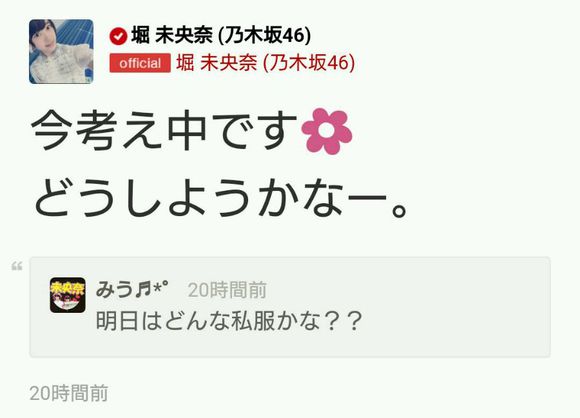 堀 未央奈 (乃木坂46)
official 堀 未央奈 (乃木坂46)
今考え中です🌸
どうしようかなー。
みう♬*ﾟ 20時間前
未央奈
明日はどんな私服かな？？
20時間前